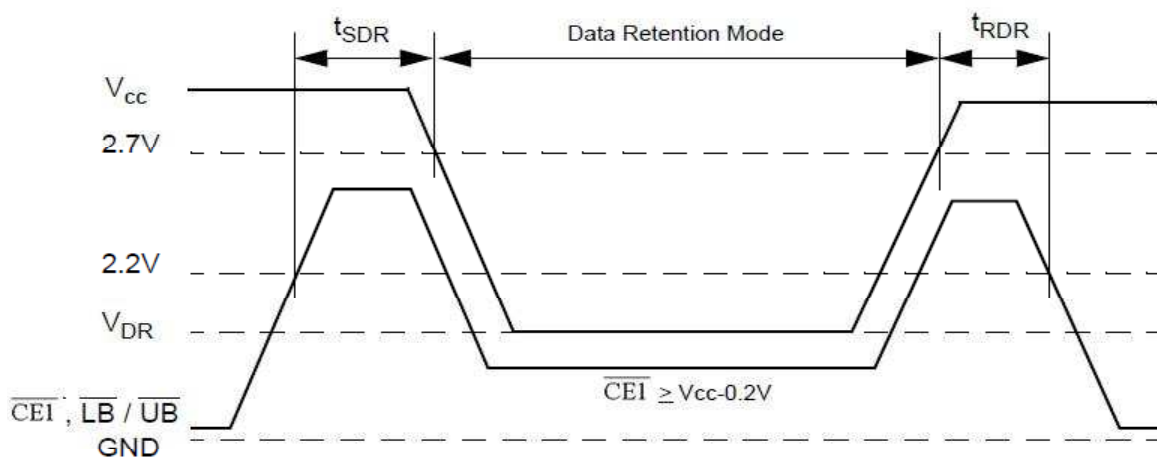 tSDR
Data Retention Mode
tRDR
Vcc
2.7V
2.2V
VDR
CE1 ≥ Vcc-0.2V
CE1 , LB / UB
GND